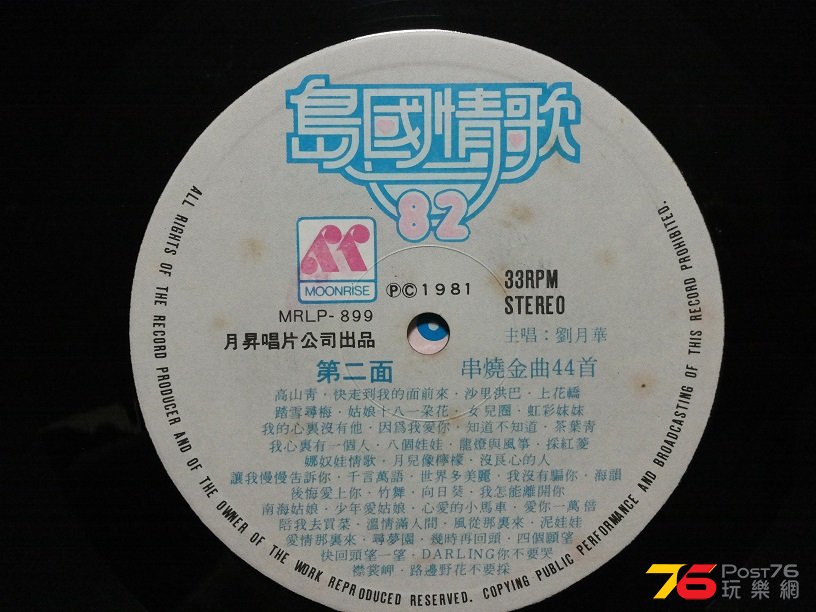 島國情歌
82
MOONRISE
℗©1981
33RPM
STEREO
MRLP-899
月昇唱片公司出品
主唱：劉月華
第二面
串燒金曲44首
高山青·快走到我的面前來·沙里洪巴·上花橋
踏雪尋梅·姑娘十八一朵花·女兒圈·虹彩妹妹
我的心裏沒有他·因爲我愛你·知道不知道·茶葉青
我心裏有一個人·八個娃娃·龍燈與風箏·採紅菱
娜奴娃情歌·月兒像檸檬·沒良心的人
讓我慢慢告訴你·千言萬語·世界多美麗·我沒有騙你·海韻
後悔愛上你·竹舞·向日葵·我怎能離開你
南海姑娘·少年愛姑娘·心愛的小馬車·愛你一萬倍
陪我去買菜·溫情滿人間·風從那裏來·泥娃娃
愛情那裏來·尋夢園·幾時再回頭·四個願望
快回頭望一望·DARLING你不要哭
襟裳岬·路邊野花不要採
ALL RIGHTS OF THE RECORD PRODUCER AND OF THE OWNER OF THE WORK REPRODUCED RESERVED. COPYING PUBLIC PERFORMANCE AND BROADCASTING OF THIS RECORD PROHIBITED.
76 POST76
玩樂網